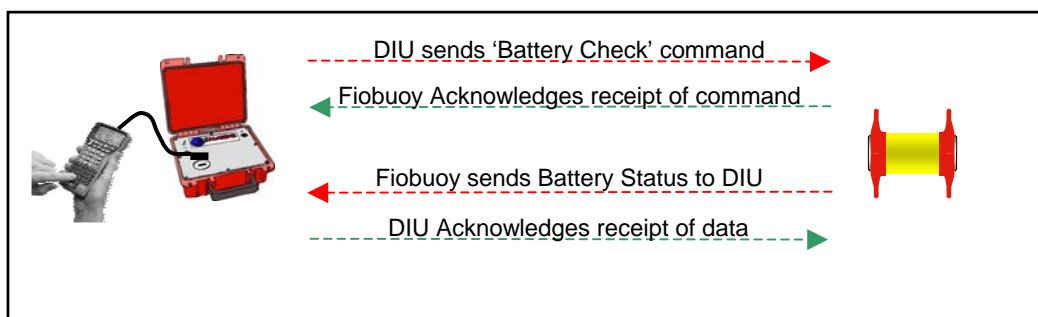 DIU sends ‘Battery Check’ command
Fiobuoy Acknowledges receipt of command
Fiobuoy sends Battery Status to DIU
DIU Acknowledges receipt of data